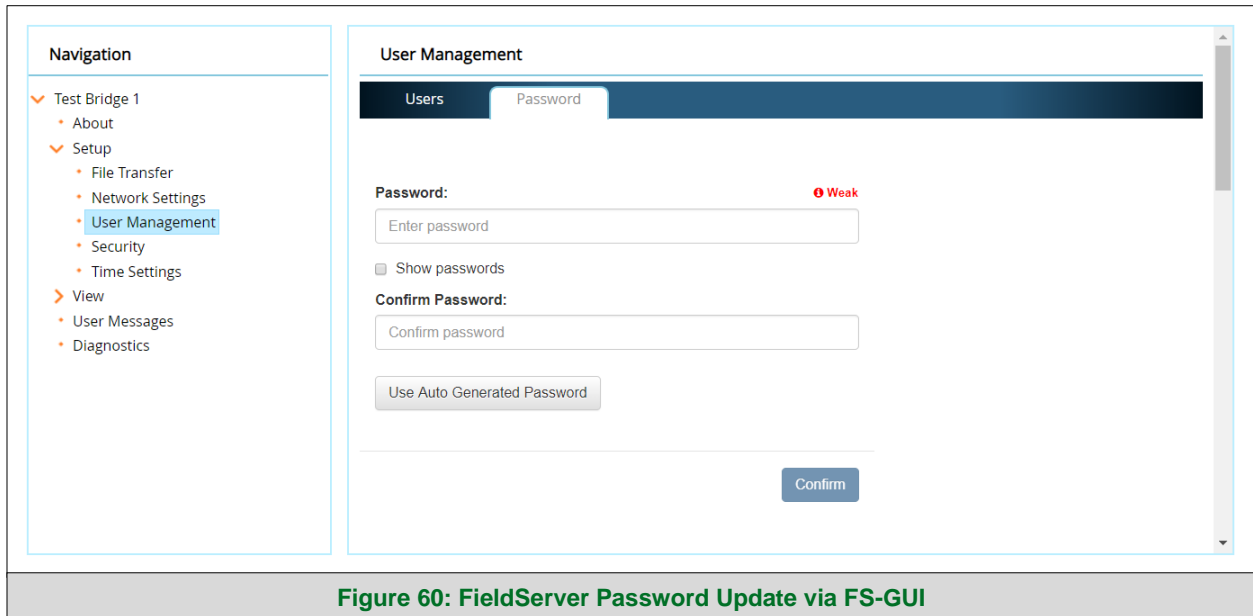 Navigation
Test Bridge 1
About
Setup
File Transfer
Network Settings
User Management
Security
Time Settings
View
User Messages
Diagnostics
User Management
Users
Password
Password:
Weak
Enter password
Show passwords
Confirm Password:
Confirm password
Use Auto Generated Password
Confirm
Figure 60: FieldServer Password Update via FS-GUI